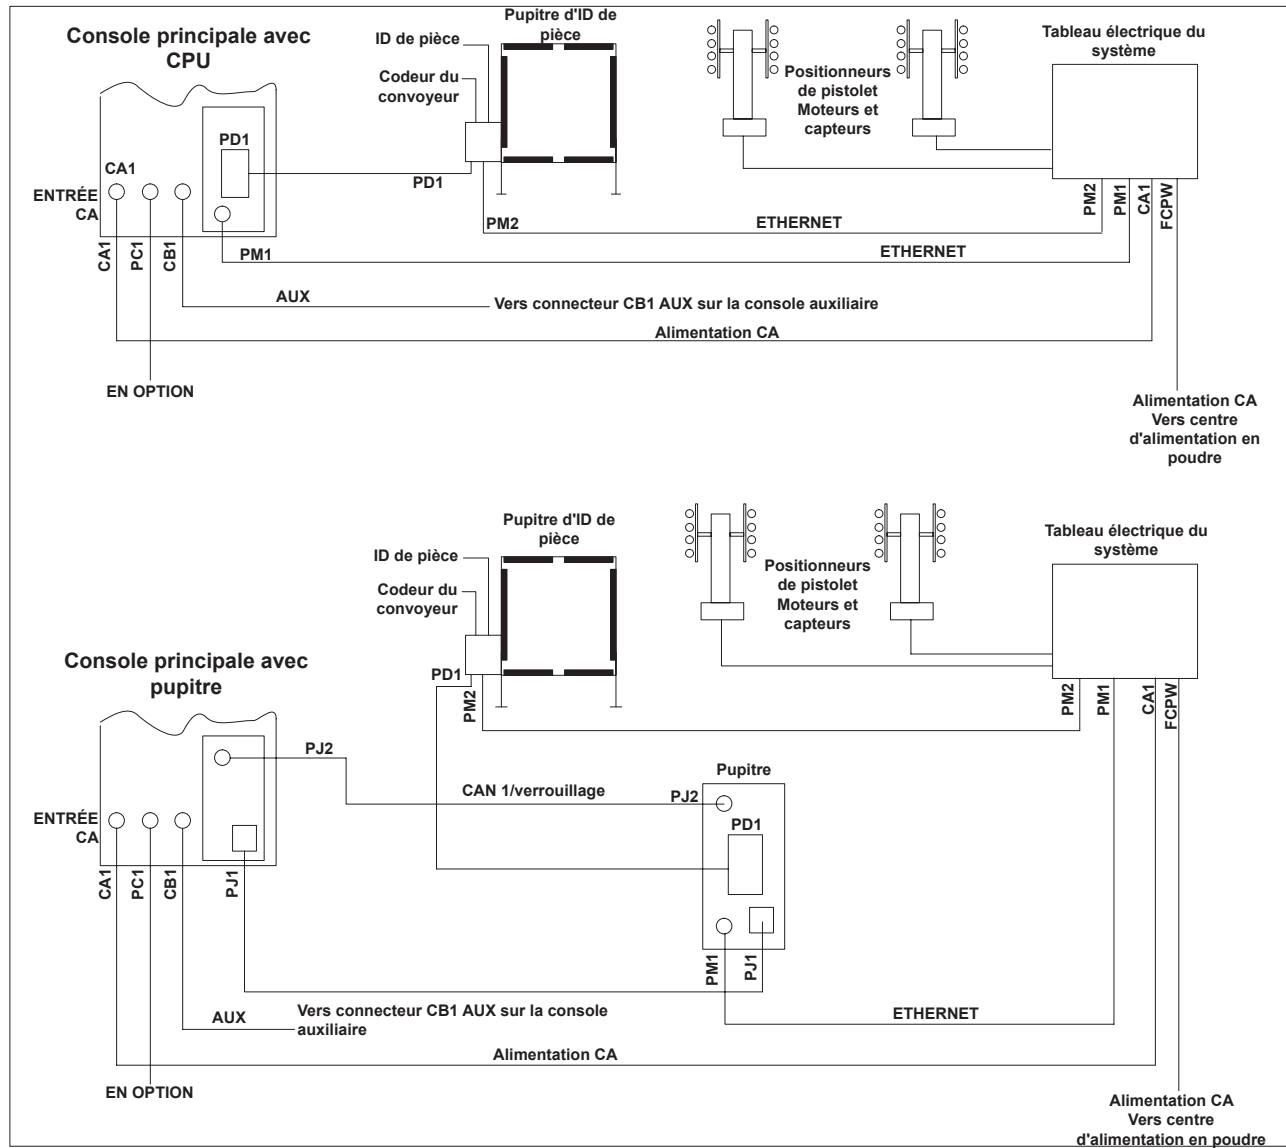 Console principale avec
CPU
ID de pièce
Codeur du
convoyeur
Pupitre d'ID de
pièce
Positionneurs
de pistolet
Moteurs et
capteurs
Tableau électrique du
système
PD1
CA1
ENTRÉE
CA
PD1
PM2
ETHERNET
PM2
PM1
CA1
FCPW
CA1
PC1
CB1
PM1
ETHERNET
AUX
Vers connecteur CB1 AUX sur la console auxiliaire
Alimentation CA
EN OPTION
Alimentation CA
Vers centre
d'alimentation en
poudre
Pupitre d'ID de
pièce
ID de pièce
Codeur du
convoyeur
Positionneurs
de pistolet
Moteurs et
capteurs
Tableau électrique du
système
Console principale avec
pupitre
PD1
PM2
PM2
PM1
CA1
FCPW
PJ2
CAN 1/verrouillage
Pupitre
PJ2
PD1
ENTRÉE
CA
CA1
PC1
CB1
PJ1
PM1
PJ1
AUX
Vers connecteur CB1 AUX sur la console
auxiliaire
ETHERNET
Alimentation CA
EN OPTION
Alimentation CA
Vers centre
d'alimentation en poudre